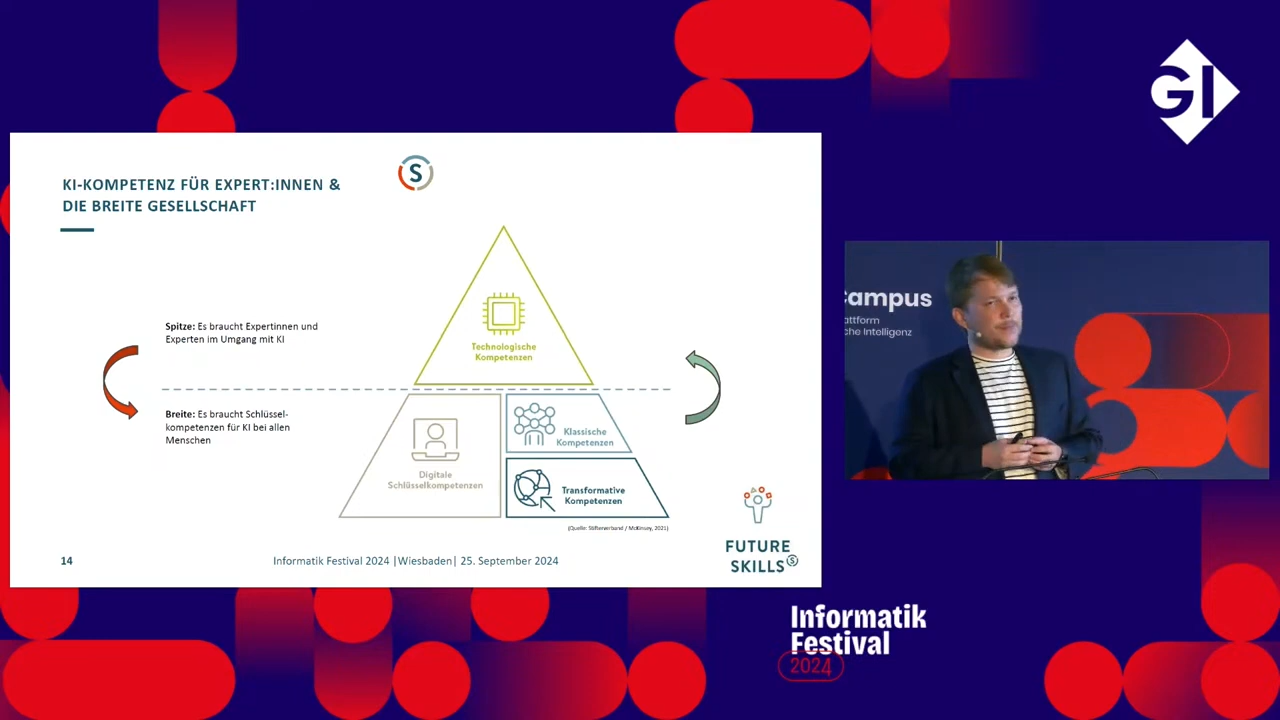 GI
KI-KOMPETENZ FÜR EXPERT:INNEN &
DIE BREITE GESELLSCHAFT
S
Spitze: Es braucht Expertinnen und
Experten im Umgang mit KI
Technologische
Kompetenzen
Breite: Es braucht Schlüssel-
kompetenzen für KI bei allen
Menschen
Klassische
Kompetenzen
Digitale
Schlüsselkompetenzen
Transformative
Kompetenzen
(Quelle: Stifterverband / McKinsey, 2021)
FUTURE
SKILLS S
14
Informatik Festival 2024 |Wiesbaden| 25. September 2024
Campus
attform
che Intelligenz
Informatik
Festival
2024